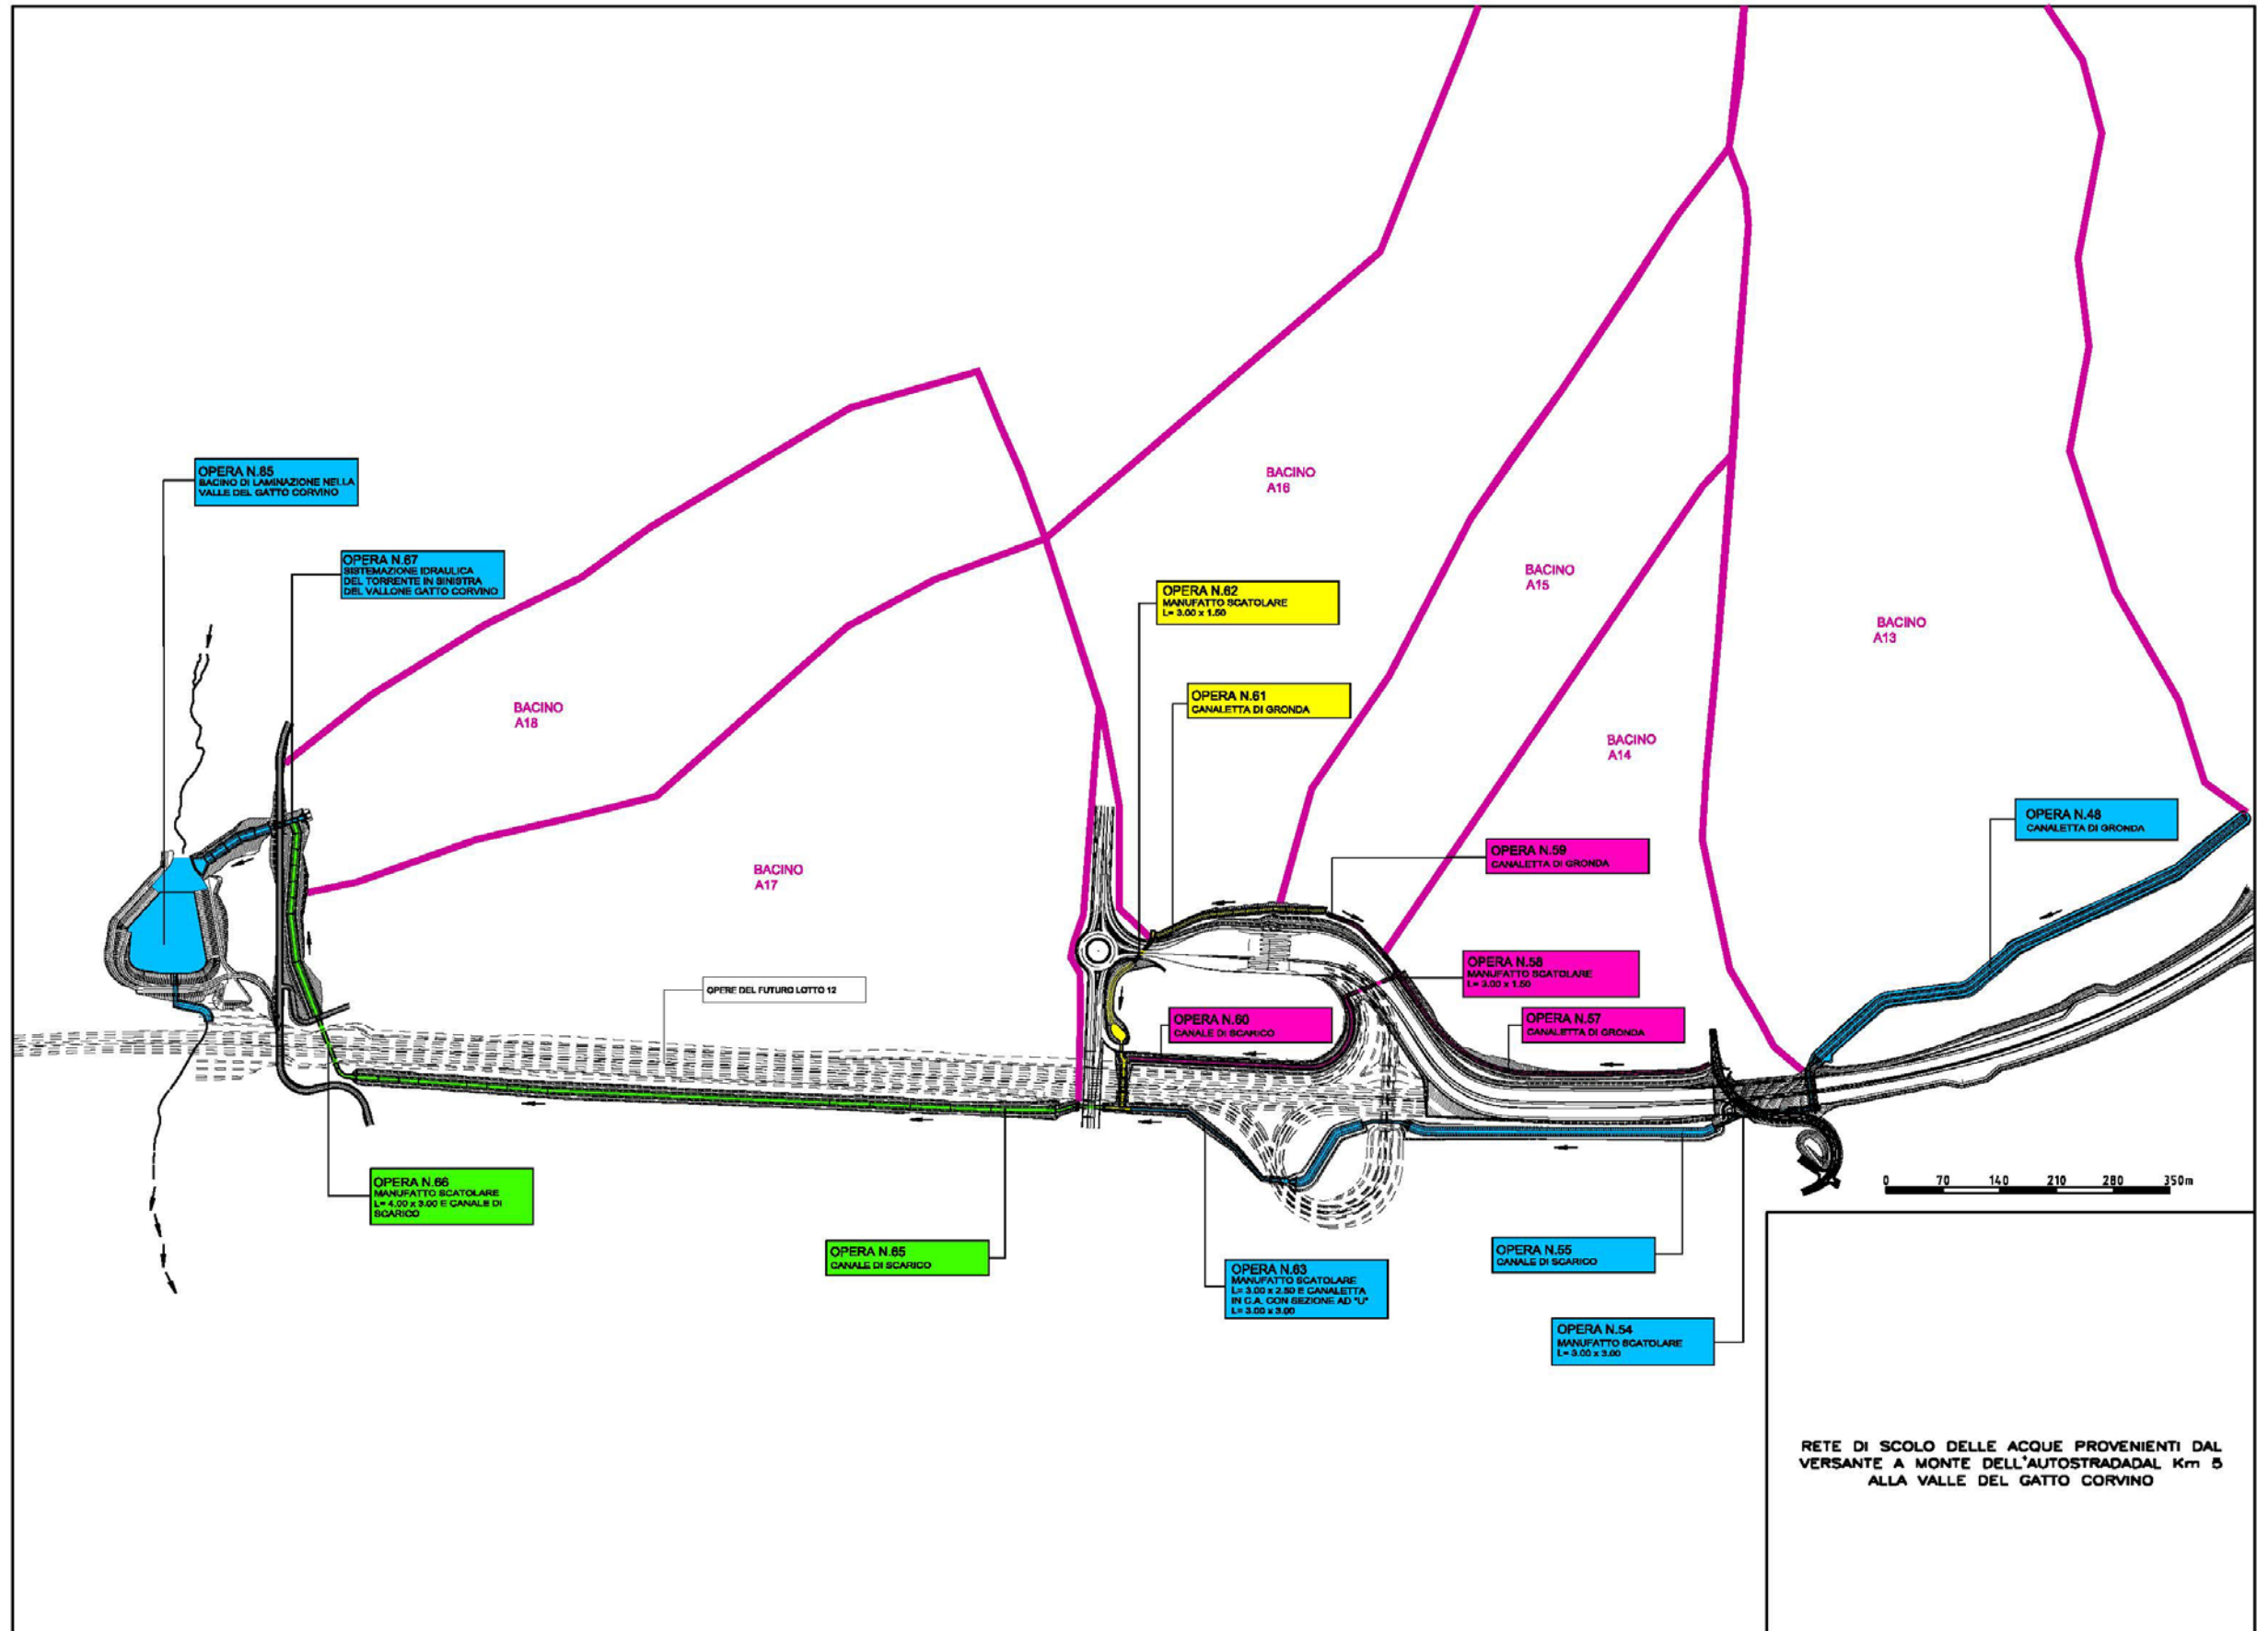 BACINO
A16
OPERA N.65
BACINO DI LAMINAZIONE NELLA
VALLE DEL GATTO CORVINO
OPERA N.67
SISTEMAZIONE IDRAULICA
DEL TORRENTE IN SINISTRA
DEL VALLONE GATTO CORVINO
BACINO
A15
OPERA N.62
MANUFATTO SCATOLARE
L= 3.00 x 1.50
BACINO
A13
OPERA N.61
CANALETTA DI GRONDA
BACINO
A18
BACINO
A14
OPERA N.48
CANALETTA DI GRONDA
OPERA N.59
CANALETTA DI GRONDA
BACINO
A17
OPERA N.58
MANUFATTO SCATOLARE
L= 3.00 x 1.50
OPERE DEL FUTURO LOTTO 12
OPERA N.60
CANALE DI SCARICO
OPERA N.57
CANALETTA DI GRONDA
0 70 140 210 280 350m
OPERA N.66
MANUFATTO SCATOLARE
L= 4.00 x 3.00 E CANALE DI
SCARICO
OPERA N.65
CANALE DI SCARICO
OPERA N.63
MANUFATTO SCATOLARE
L= 3.00 x 2.50 E CANALETTA
IN C.A. CON SEZIONE AD "U"
L= 3.00 x 3.00
OPERA N.55
CANALE DI SCARICO
OPERA N.54
MANUFATTO SCATOLARE
L= 3.00 x 3.00
RETE DI SCOLO DELLE ACQUE PROVENIENTI DAL
VERSANTE A MONTE DELL'AUTOSTRADADAL Km 5
ALLA VALLE DEL GATTO CORVINO